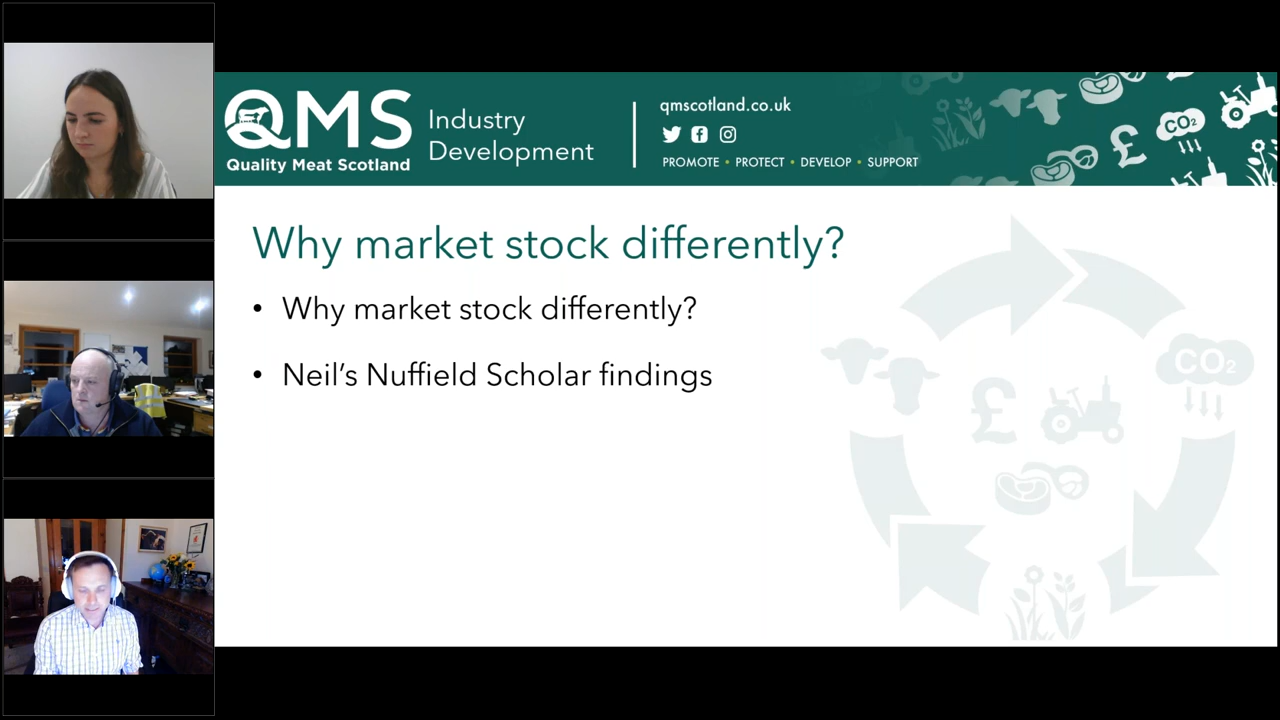 QMS
Quality Meat Scotland
Industry
Development
qmscotland.co.uk
PROMOTE • PROTECT • DEVELOP • SUPPORT
£
CO2
Why market stock differently?
• Why market stock differently?
• Neil's Nuffield Scholar findings
CO2
£